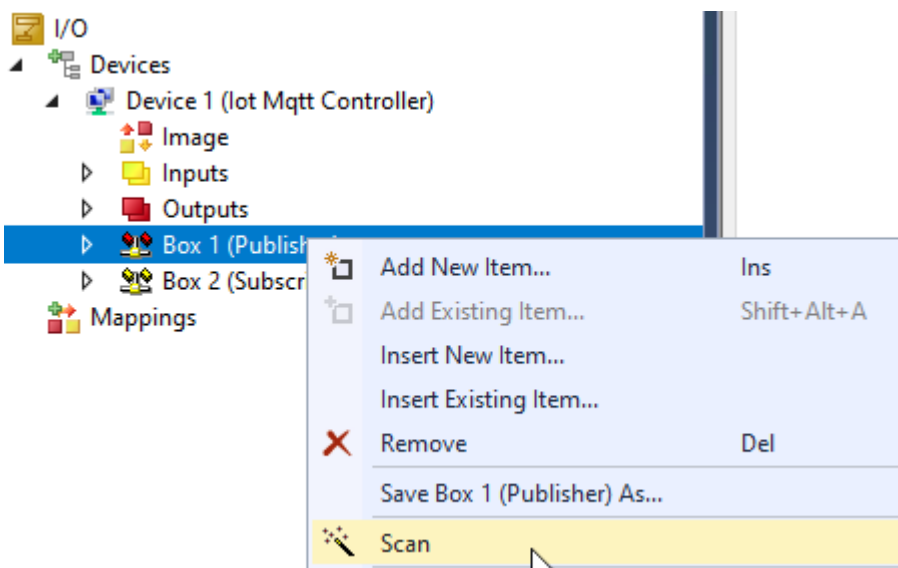 I/O
Devices
Device 1 (Iot Mqtt Controller)
Image
Inputs
Outputs
Box 1 (Publish
Box 2 (Subscr
Mappings
Add New Item... Ins
Add Existing Item... Shift+Alt+A
Insert New Item...
Insert Existing Item...
Remove Del
Save Box 1 (Publisher) As...
Scan